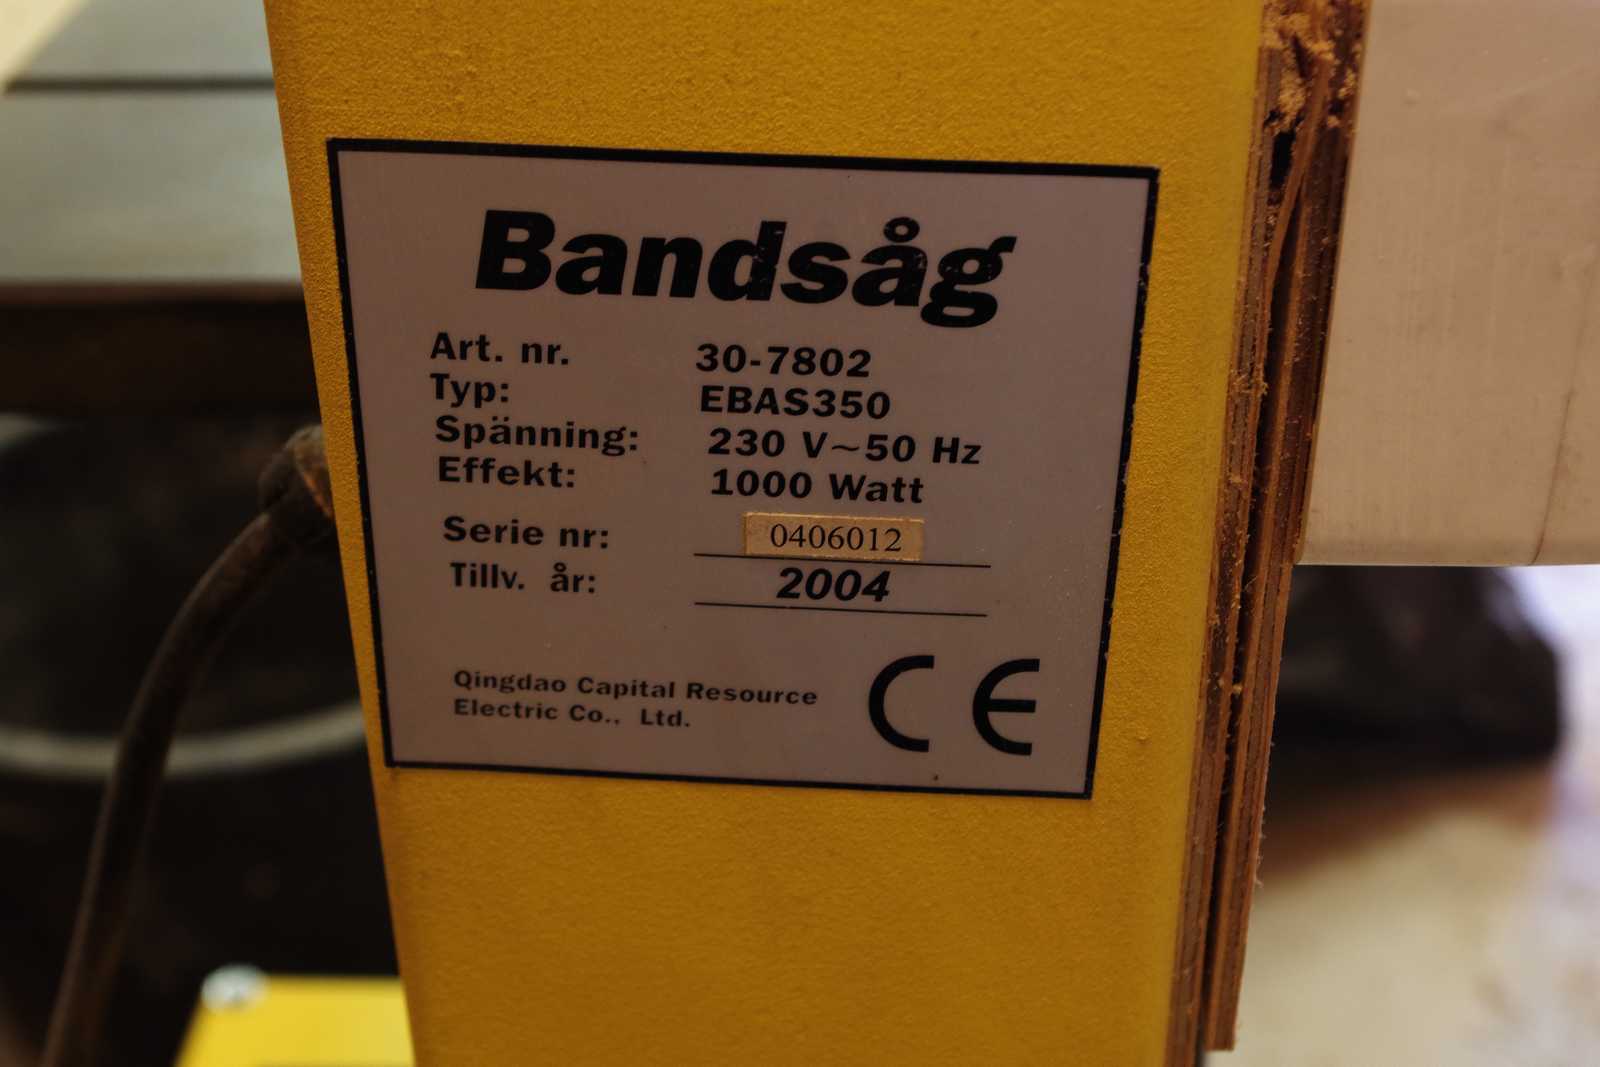 Bandsåg
Art. nr. 30-7802
Typ: EBAS350
Spänning: 230 V~50 Hz
Effekt: 1000 Watt
Serie nr: 0406012
Tillv. år: 2004
Qingdao Capital Resource
Electric Co., Ltd.
CE